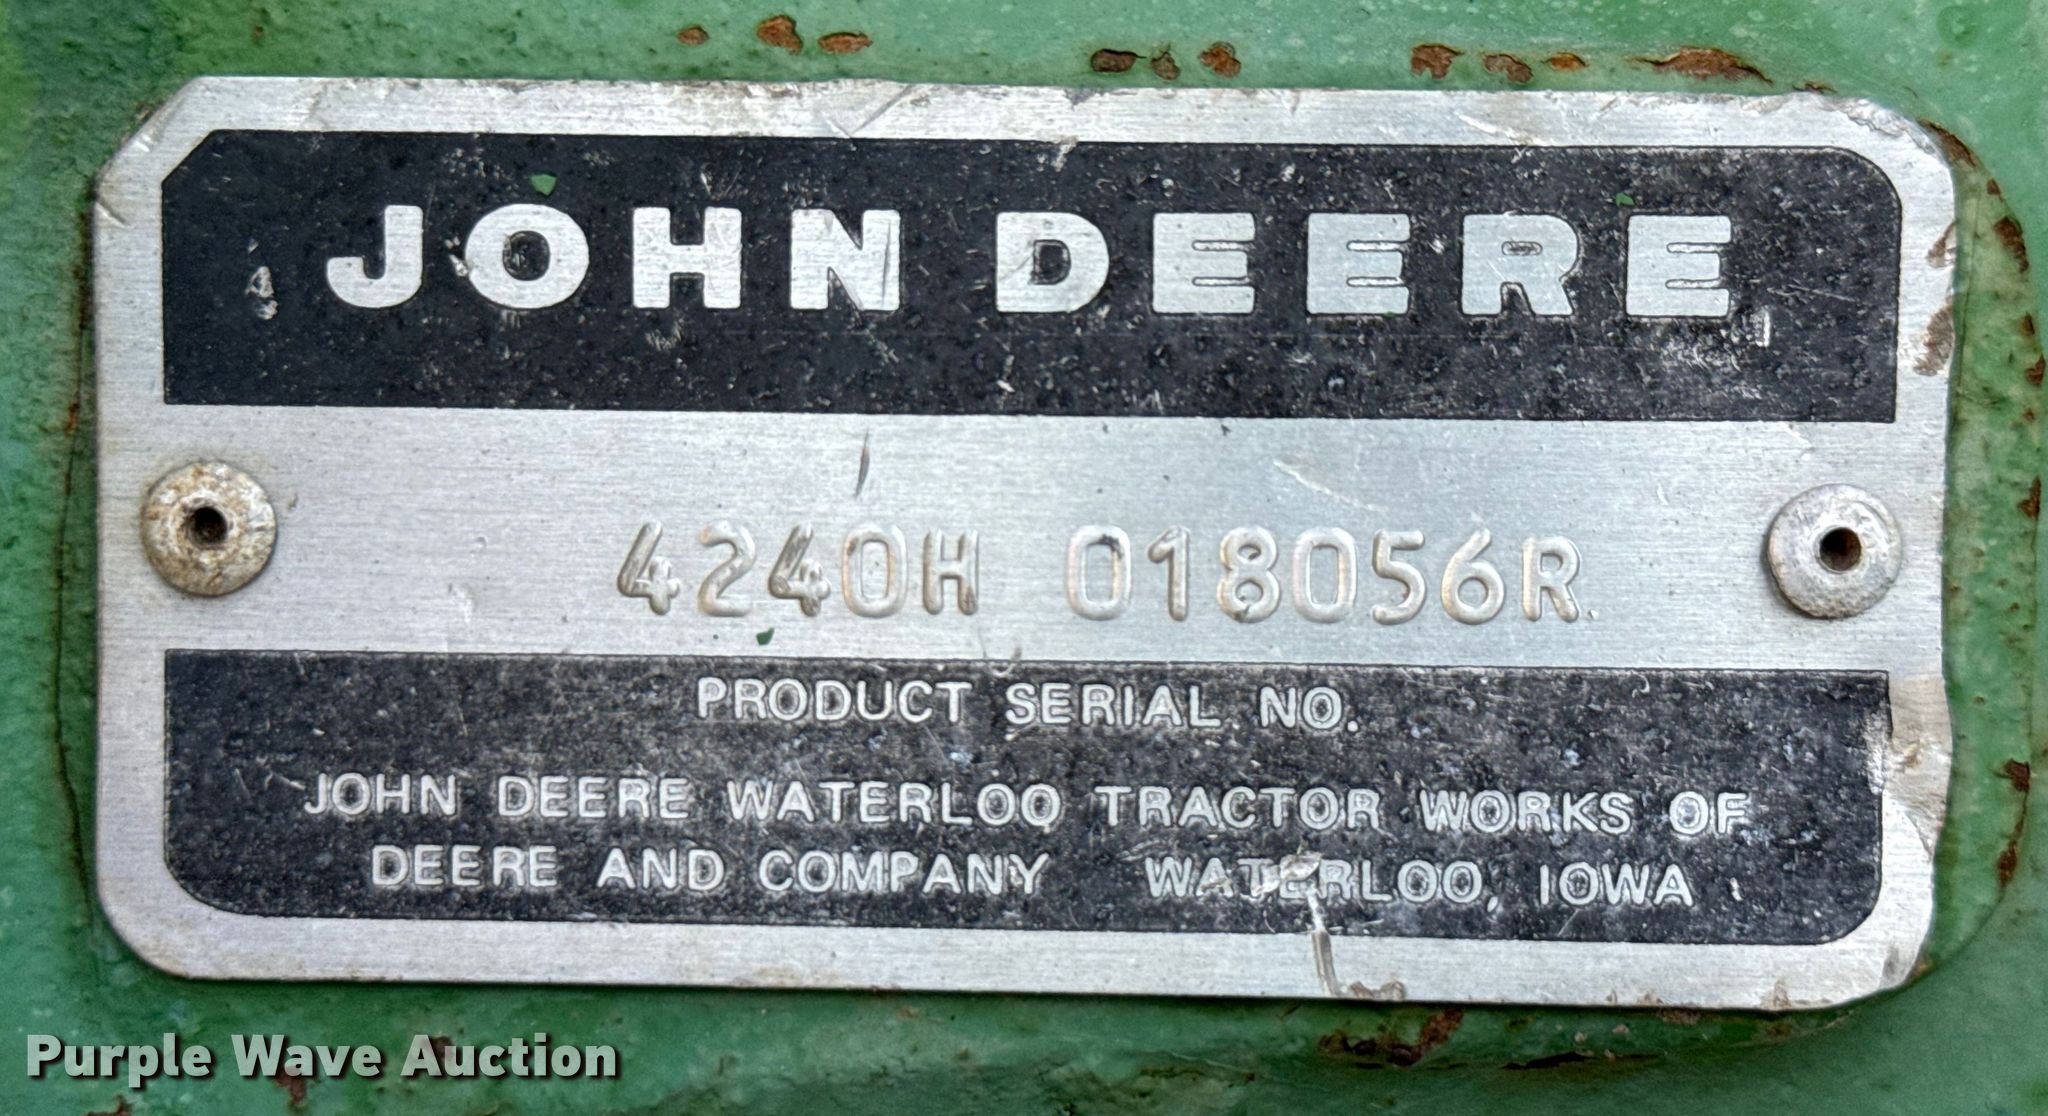 JOHN DEERE
4240H 018056R
PRODUCT SERIAL NO.
JOHN DEERE WATERLOO TRACTOR WORKS OF
DEERE AND COMPANY WATERLOO, IOWA
Purple Wave Auction